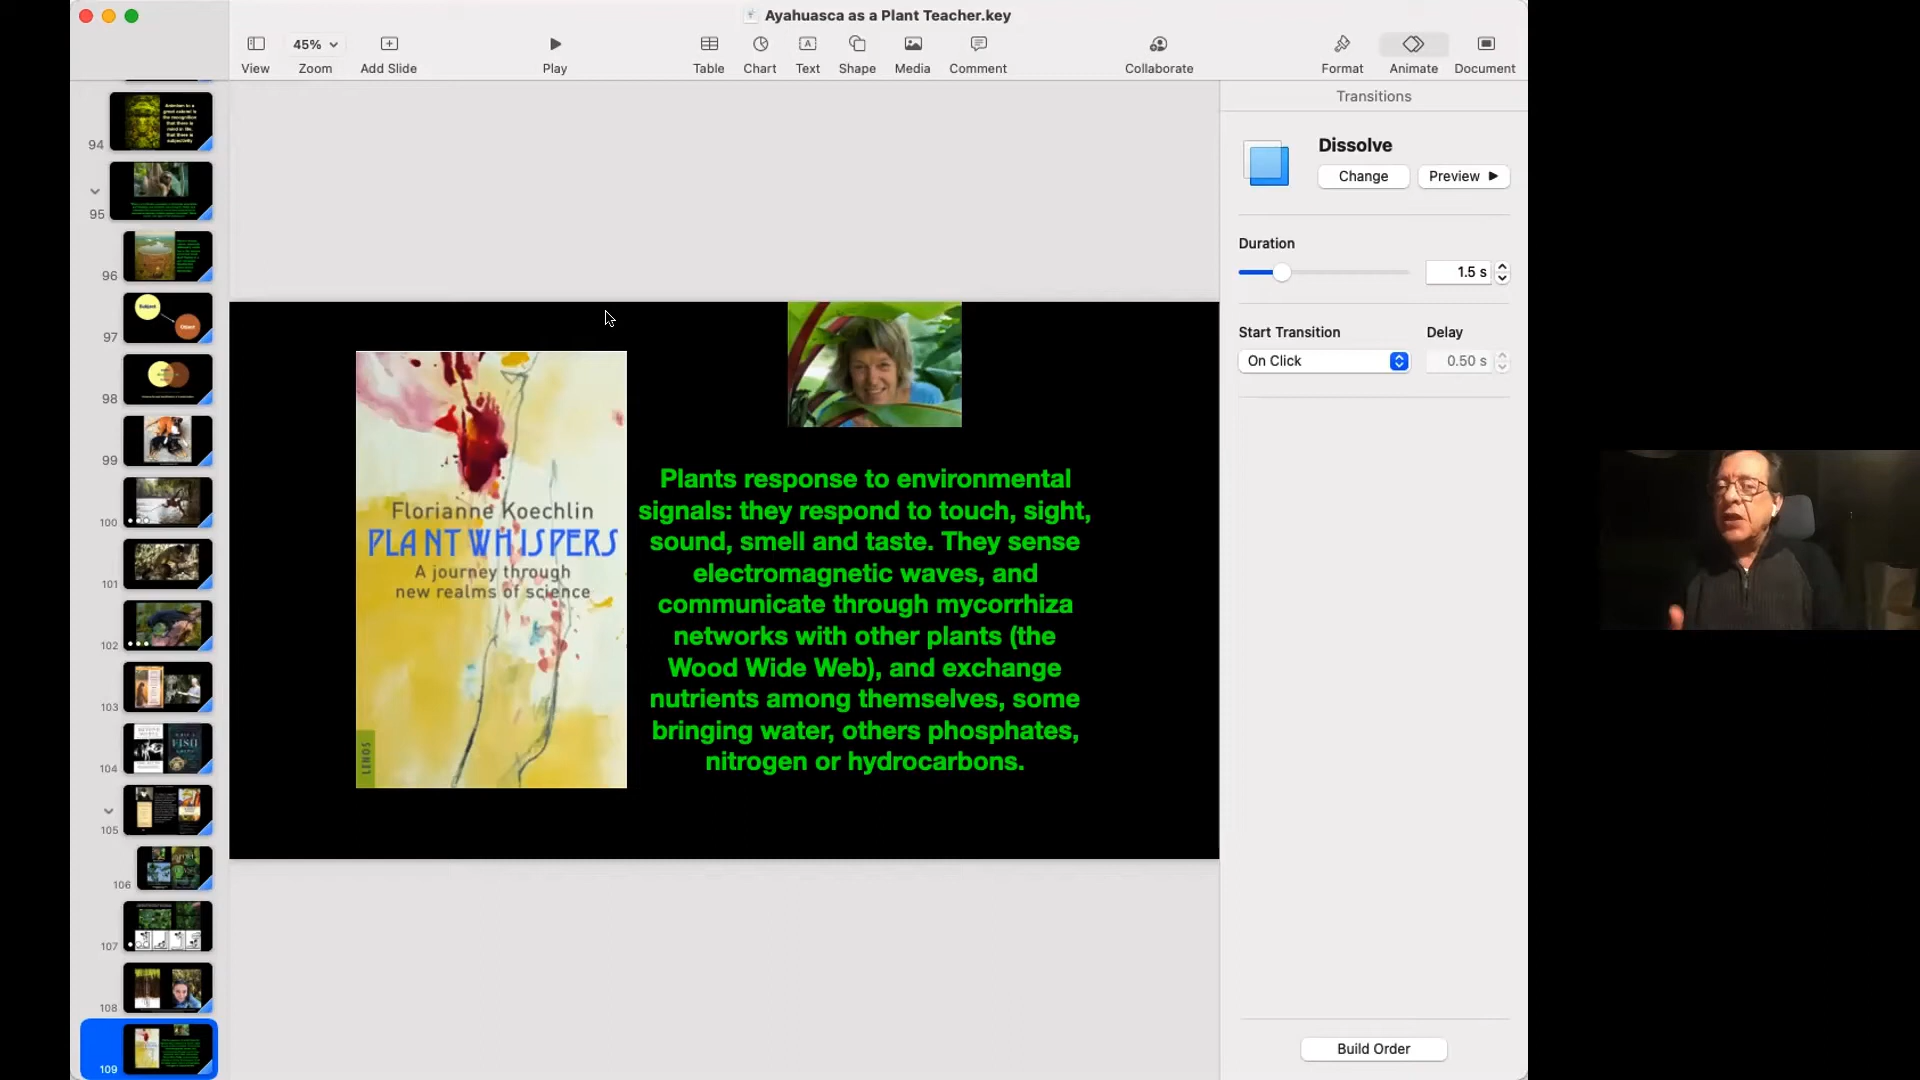 Ayahuasca as a Plant Teacher.key
45%
View
Zoom
Add Slide
Play
Table
Chart
Text
Shape
Media
Comment
Collaborate
Format
Animate
Document
Transitions
94
95
96
97
98
99
100
101
102
103
104
105
106
107
108
109
Subject
Object
FISH
Florianne Koechlin
PLANT WHISPERS
A journey through
new realms of science
LENOS
Plants response to environmental
signals: they respond to touch, sight,
sound, smell and taste. They sense
electromagnetic waves, and
communicate through mycorrhiza
networks with other plants (the
Wood Wide Web), and exchange
nutrients among themselves, some
bringing water, others phosphates,
nitrogen or hydrocarbons.
Dissolve
Change
Preview
Duration
1.5 s
Start Transition
Delay
On Click
0.50 s
Build Order